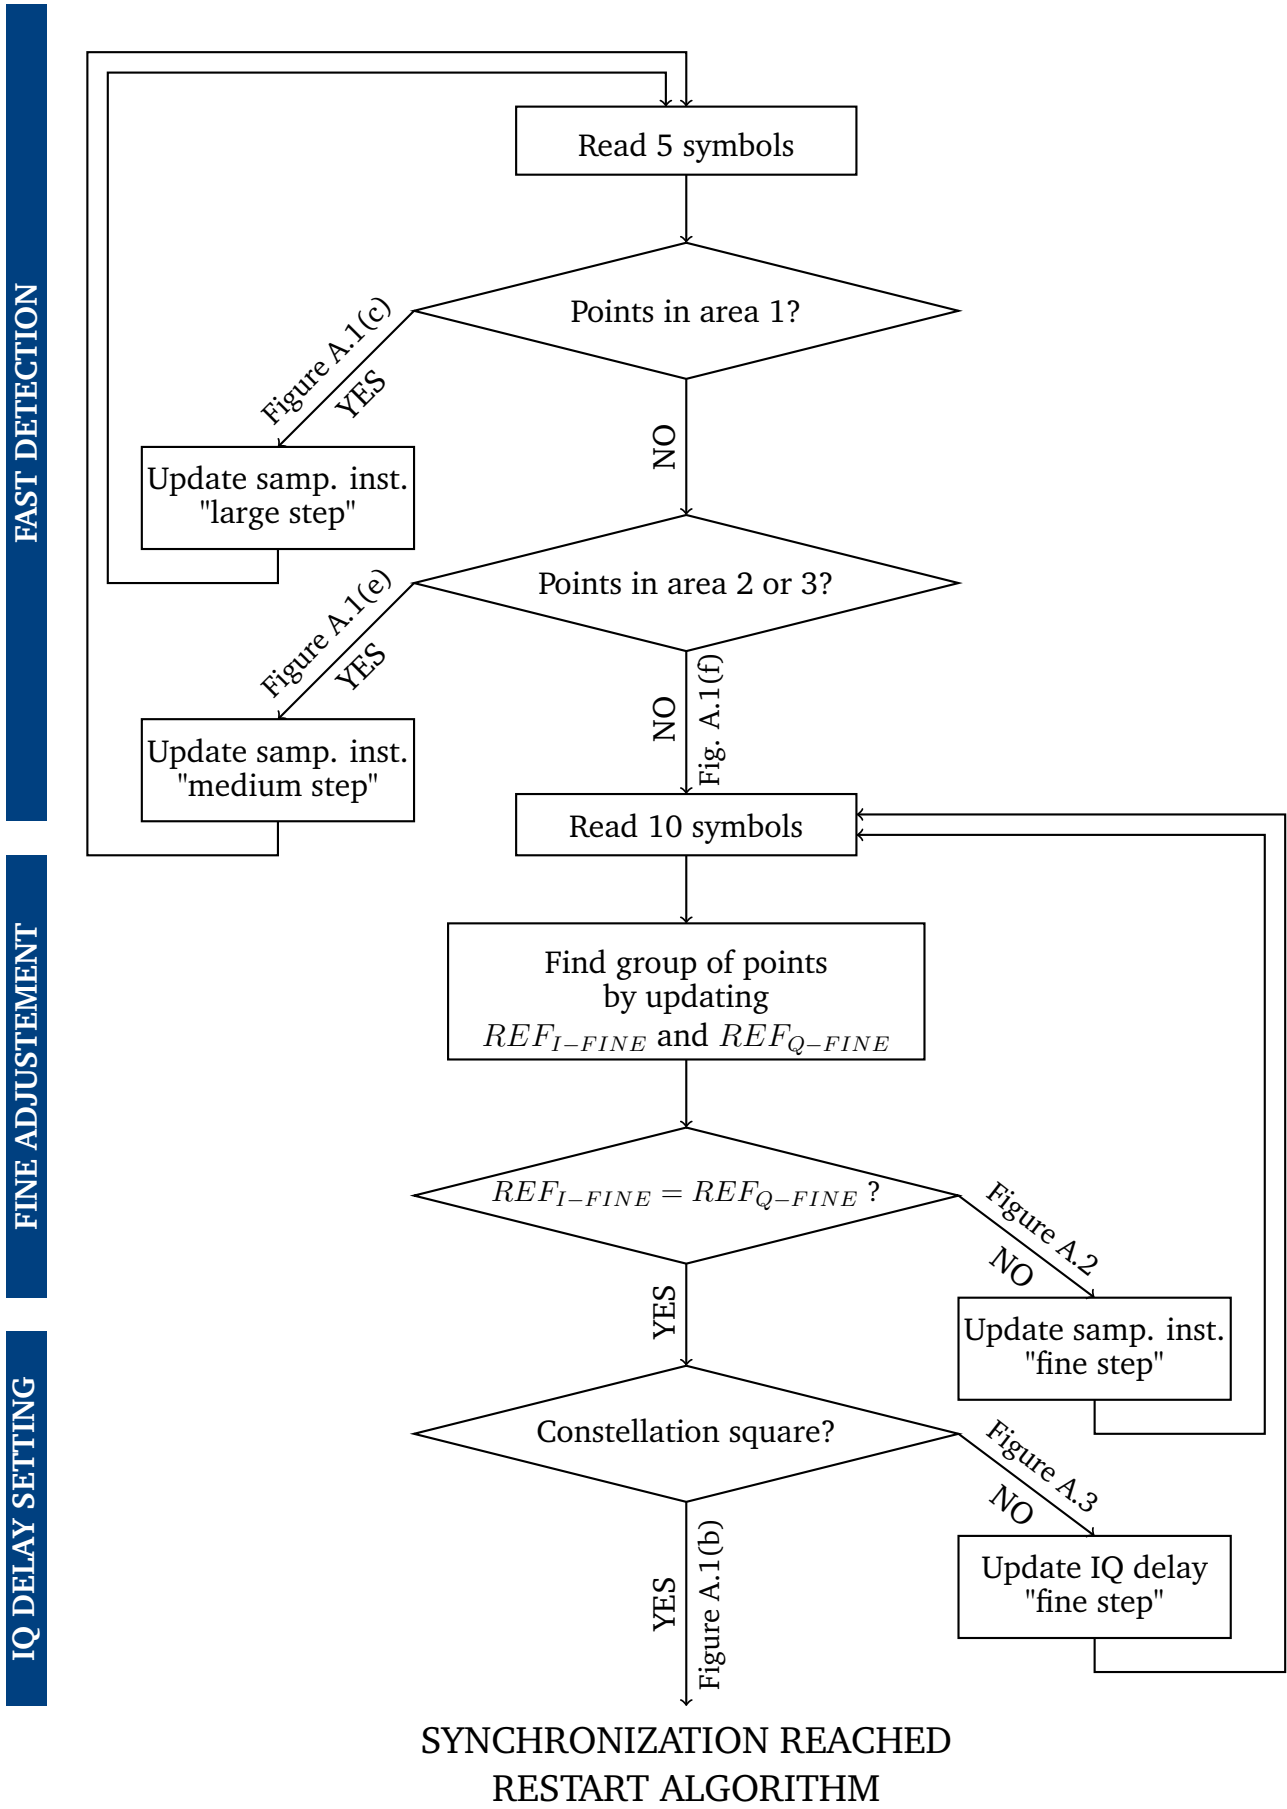 FAST DETECTION
Read 5 symbols
Points in area 1?
Figure A.1(c)
YES
NO
Update samp. inst.
"large step"
Points in area 2 or 3?
Figure A.1(e)
YES
NO
Fig. A.1(f)
Update samp. inst.
"medium step"
Read 10 symbols
FINE ADJUSTEMENT
Find group of points
by updating
REF_{I−FINE} and REF_{Q−FINE}
REF_{I−FINE} = REF_{Q−FINE} ?
Figure A.2
NO
YES
Update samp. inst.
"fine step"
IQ DELAY SETTING
Constellation square?
Figure A.3
NO
YES
Figure A.1(b)
Update IQ delay
"fine step"
SYNCHRONIZATION REACHED
RESTART ALGORITHM